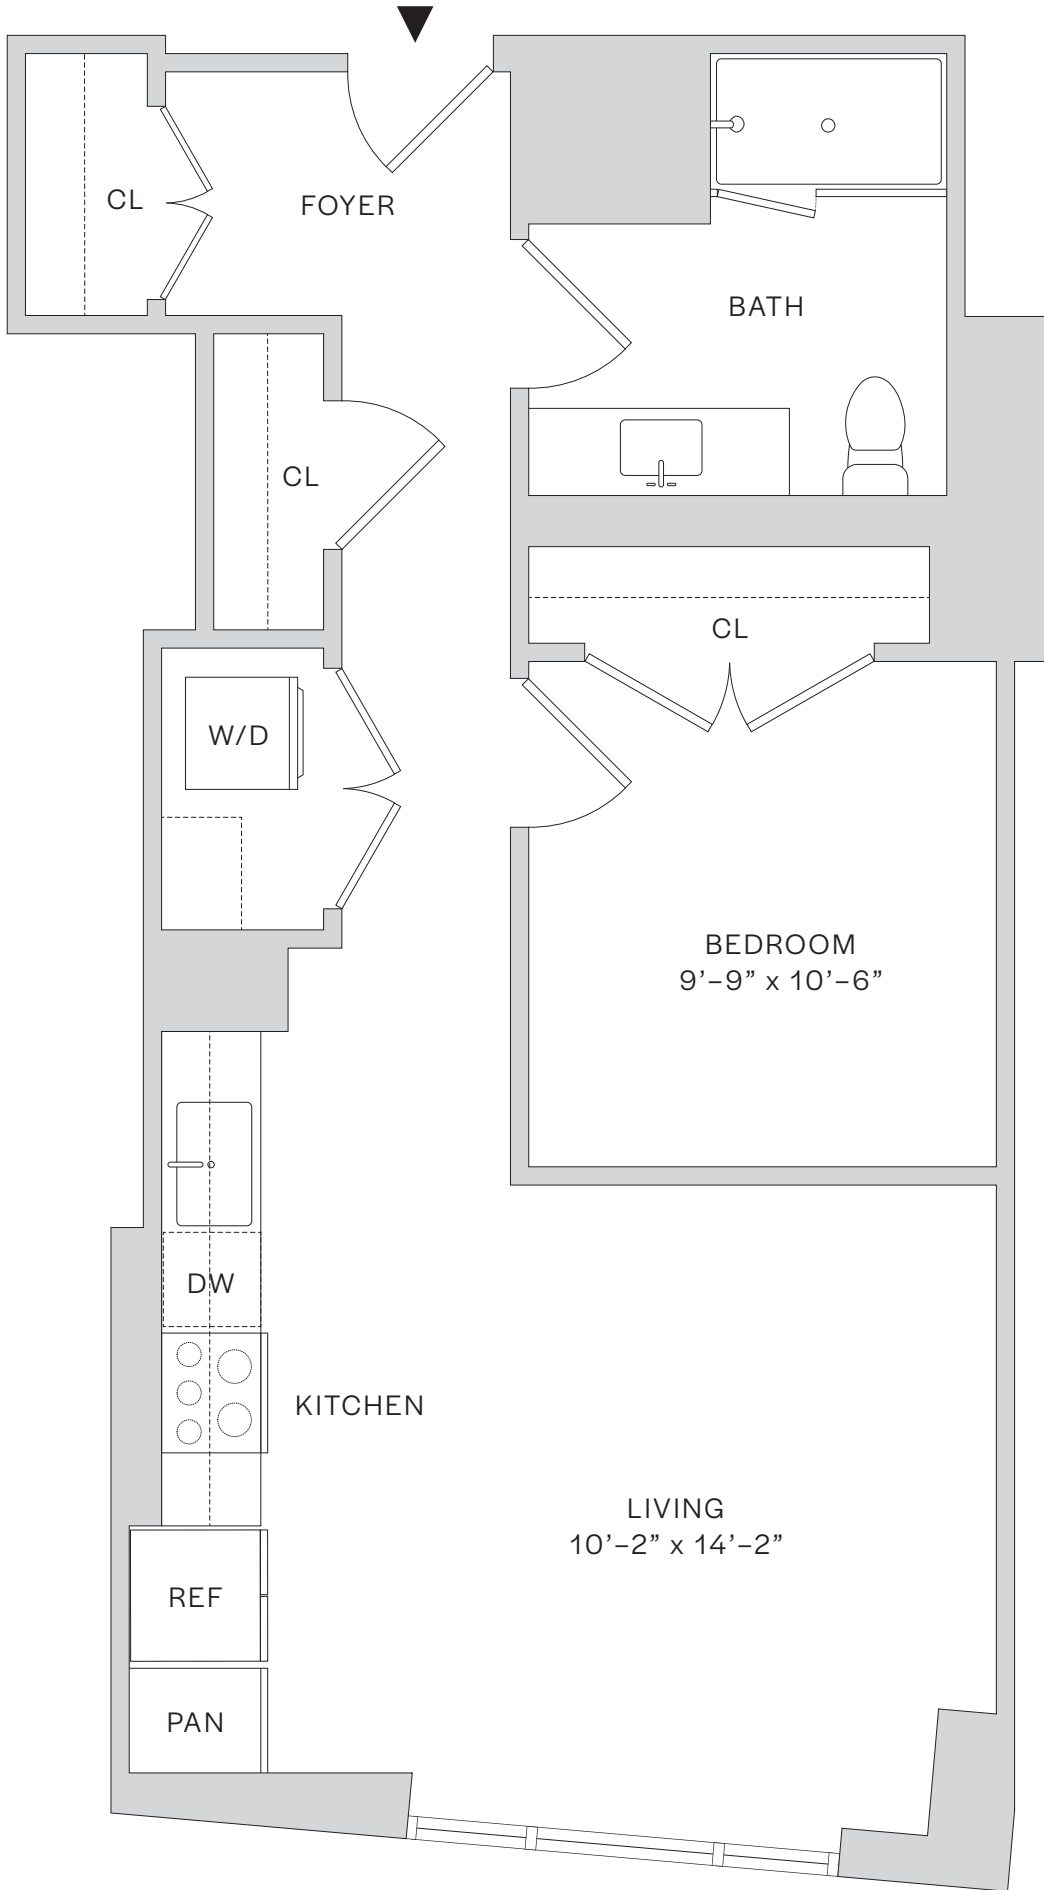 CL
FOYER
BATH
CL
CL
W/D
BEDROOM
9’–9” x 10’–6”
DW
KITCHEN
LIVING
10’–2” x 14’–2”
REF
PAN